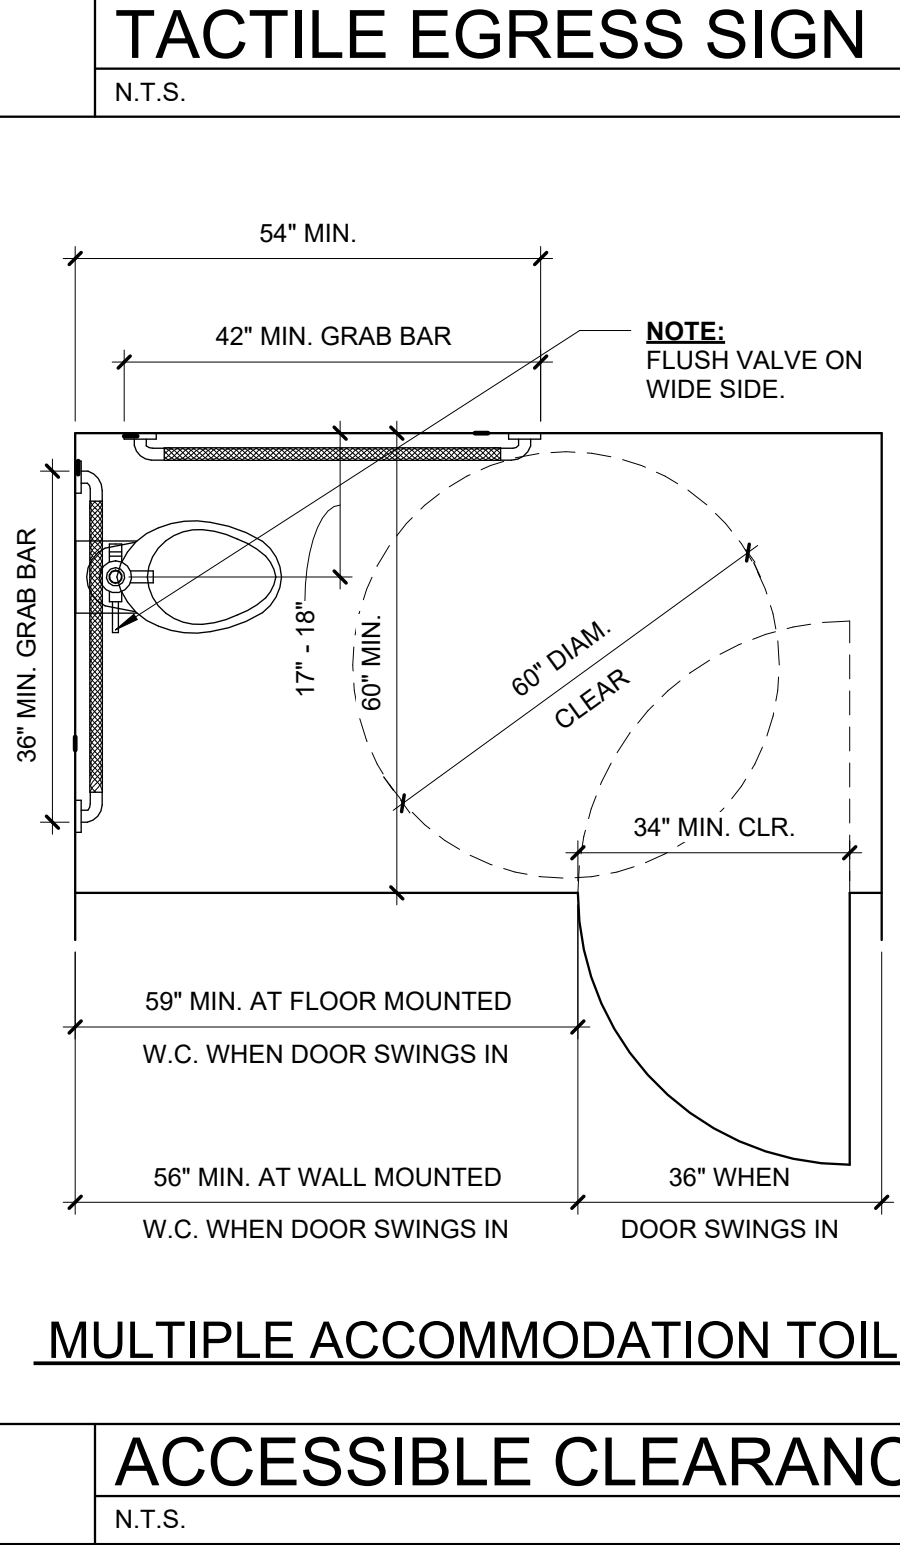 TACTILE EGRESS SIGN
N.T.S.
54" MIN.
42" MIN. GRAB BAR
NOTE:
FLUSH VALVE ON
WIDE SIDE.
36" MIN. GRAB BAR
17" - 18"
60" MIN.
60" DIAM.
CLEAR
34" MIN. CLR.
59" MIN. AT FLOOR MOUNTED
W.C. WHEN DOOR SWINGS IN
56" MIN. AT WALL MOUNTED
W.C. WHEN DOOR SWINGS IN
36" WHEN
DOOR SWINGS IN
MULTIPLE ACCOMMODATION TOIL
ACCESSIBLE CLEARANC
N.T.S.